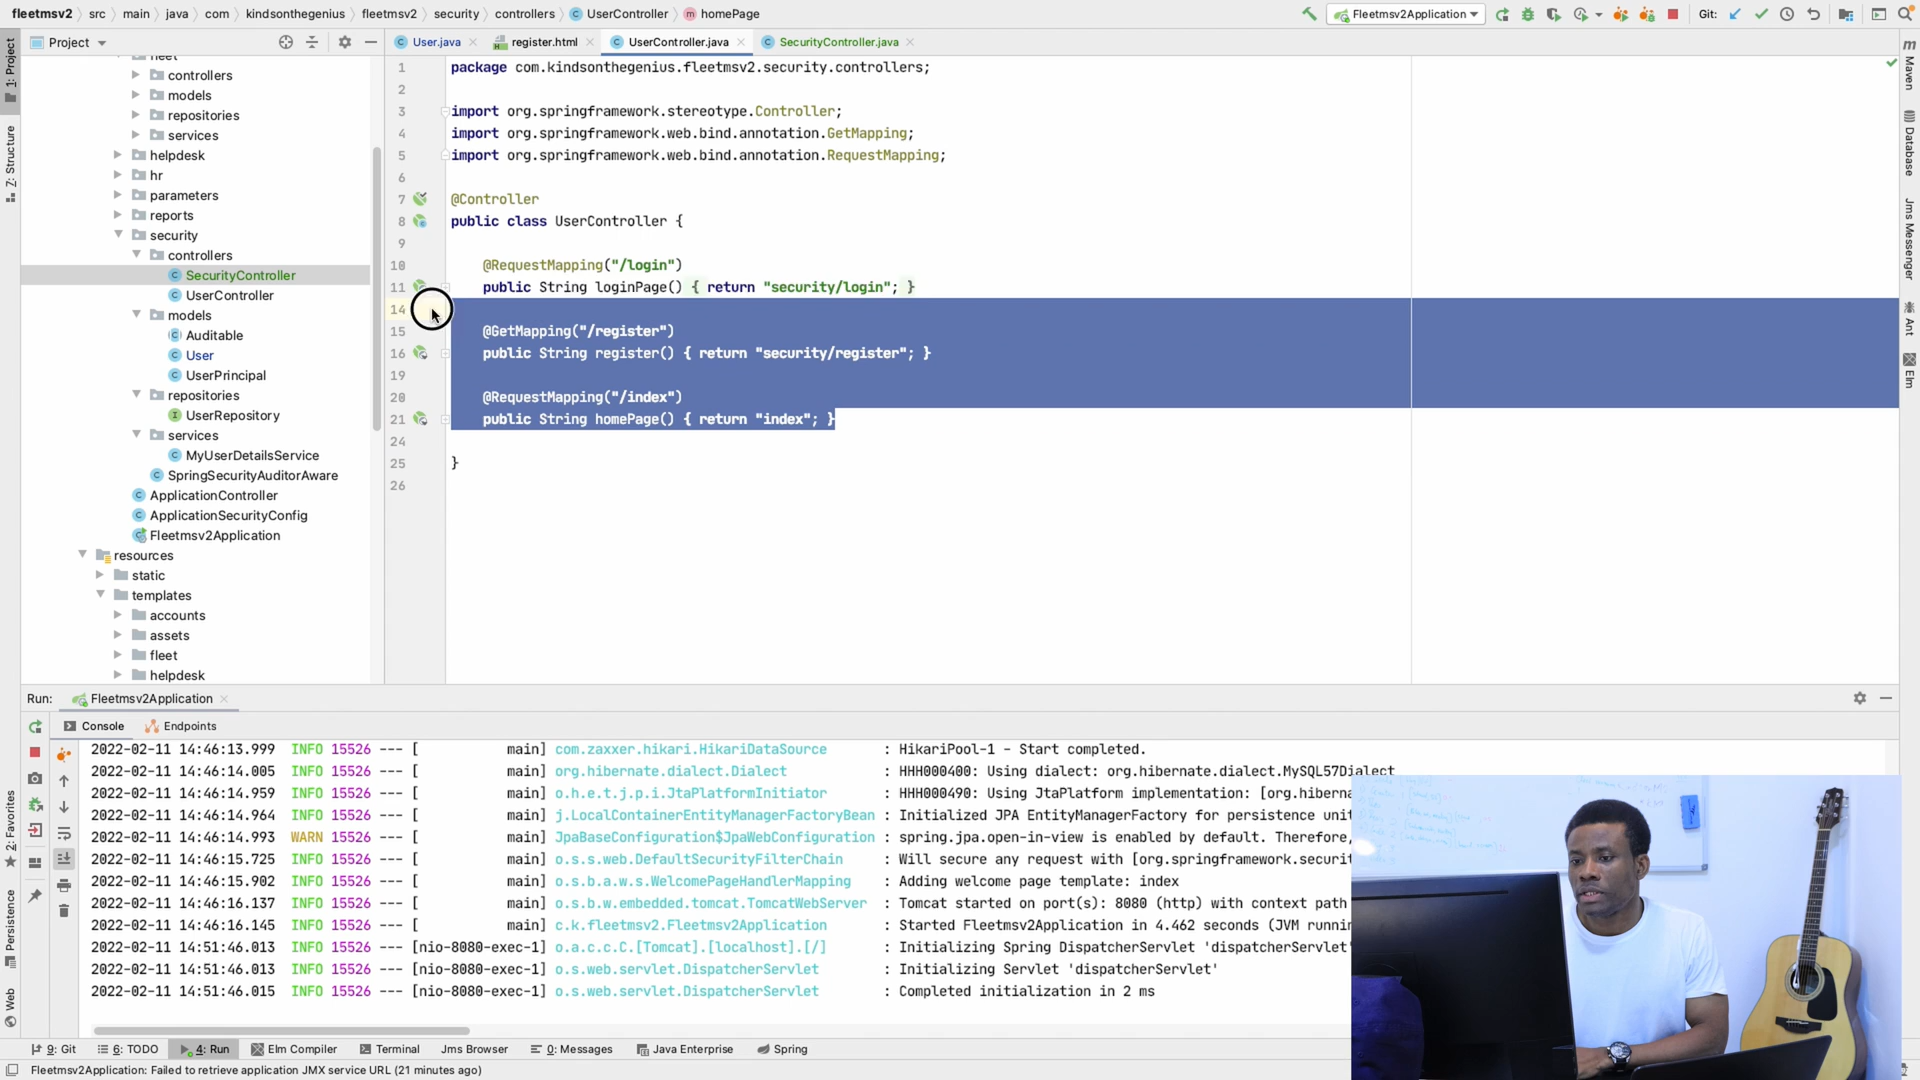 fleetmsv2 › src › main › java › com › kindsonthegenius › fleetmsv2 › security › controllers › UserController › homePage
Fleetmsv2Application
Git:
Project
User.java
register.html
UserController.java
SecurityController.java
1: Project
Z: Structure
2: Favorites
Persistence
Web
Maven
Database
Jms Messenger
Ant
Elm
fleet
controllers
models
repositories
services
helpdesk
hr
parameters
reports
security
controllers
SecurityController
UserController
models
Auditable
User
UserPrincipal
repositories
UserRepository
services
MyUserDetailsService
SpringSecurityAuditorAware
ApplicationController
ApplicationSecurityConfig
Fleetmsv2Application
resources
static
templates
accounts
assets
fleet
helpdesk
1 package com.kindsonthegenius.fleetmsv2.security.controllers;
2
3 import org.springframework.stereotype.Controller;
4 import org.springframework.web.bind.annotation.GetMapping;
5 import org.springframework.web.bind.annotation.RequestMapping;
6
7 @Controller
8 public class UserController {
9
10 @RequestMapping("/login")
11 public String loginPage() { return "security/login"; }
14
15 @GetMapping("/register")
16 public String register() { return "security/register"; }
19
20 @RequestMapping("/index")
21 public String homePage() { return "index"; }
24
25 }
26
Run: Fleetmsv2Application
Console Endpoints
2022-02-11 14:46:13.999 INFO 15526 --- [ main] com.zaxxer.hikari.HikariDataSource : HikariPool-1 - Start completed.
2022-02-11 14:46:14.005 INFO 15526 --- [ main] org.hibernate.dialect.Dialect : HHH000400: Using dialect: org.hibernate.dialect.MySQL57Dialect
2022-02-11 14:46:14.959 INFO 15526 --- [ main] o.h.e.t.j.p.i.JtaPlatformInitiator : HHH000490: Using JtaPlatform implementation: [org.hiberna
2022-02-11 14:46:14.964 INFO 15526 --- [ main] j.LocalContainerEntityManagerFactoryBean : Initialized JPA EntityManagerFactory for persistence unit
2022-02-11 14:46:14.993 WARN 15526 --- [ main] JpaBaseConfiguration$JpaWebConfiguration : spring.jpa.open-in-view is enabled by default. Therefore,
2022-02-11 14:46:15.725 INFO 15526 --- [ main] o.s.s.web.DefaultSecurityFilterChain : Will secure any request with [org.springframework.securit
2022-02-11 14:46:15.902 INFO 15526 --- [ main] o.s.b.a.w.s.WelcomePageHandlerMapping : Adding welcome page template: index
2022-02-11 14:46:16.137 INFO 15526 --- [ main] o.s.b.w.embedded.tomcat.TomcatWebServer : Tomcat started on port(s): 8080 (http) with context path
2022-02-11 14:46:16.145 INFO 15526 --- [ main] c.k.fleetmsv2.Fleetmsv2Application : Started Fleetmsv2Application in 4.462 seconds (JVM runnin
2022-02-11 14:51:46.013 INFO 15526 --- [nio-8080-exec-1] o.a.c.c.C.[Tomcat].[localhost].[/] : Initializing Spring DispatcherServlet 'dispatcherServlet'
2022-02-11 14:51:46.013 INFO 15526 --- [nio-8080-exec-1] o.s.web.servlet.DispatcherServlet : Initializing Servlet 'dispatcherServlet'
2022-02-11 14:51:46.015 INFO 15526 --- [nio-8080-exec-1] o.s.web.servlet.DispatcherServlet : Completed initialization in 2 ms
9: Git 6: TODO 4: Run Elm Compiler Terminal Jms Browser 0: Messages Java Enterprise Spring
Fleetmsv2Application: Failed to retrieve application JMX service URL (21 minutes ago)